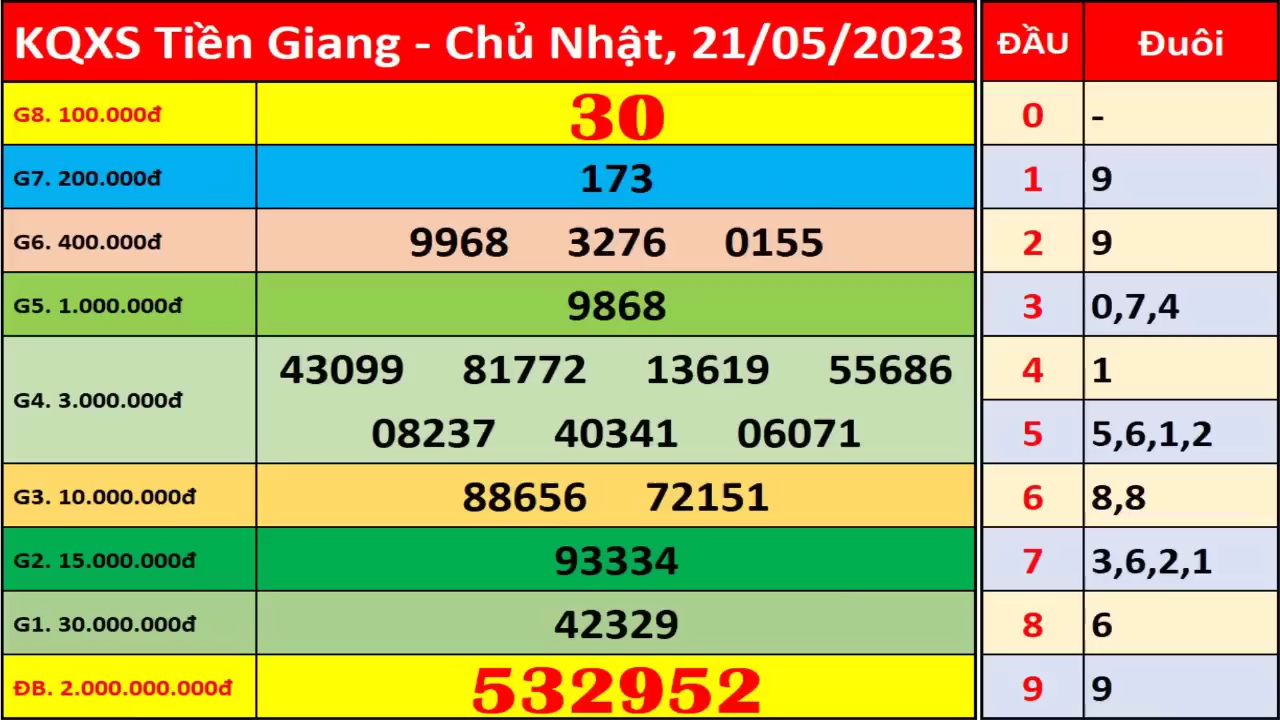 KQXS Tiền Giang - Chủ Nhật, 21/05/2023
G8. 100.000đ 30
G7. 200.000đ 173
G6. 400.000đ 9968 3276 0155
G5. 1.000.000đ 9868
G4. 3.000.000đ 43099 81772 13619 55686
08237 40341 06071
G3. 10.000.000đ 88656 72151
G2. 15.000.000đ 93334
G1. 30.000.000đ 42329
ĐB. 2.000.000.000đ 532952
ĐẦU Đuôi
0 -
1 9
2 9
3 0,7,4
4 1
5 5,6,1,2
6 8,8
7 3,6,2,1
8 6
9 9